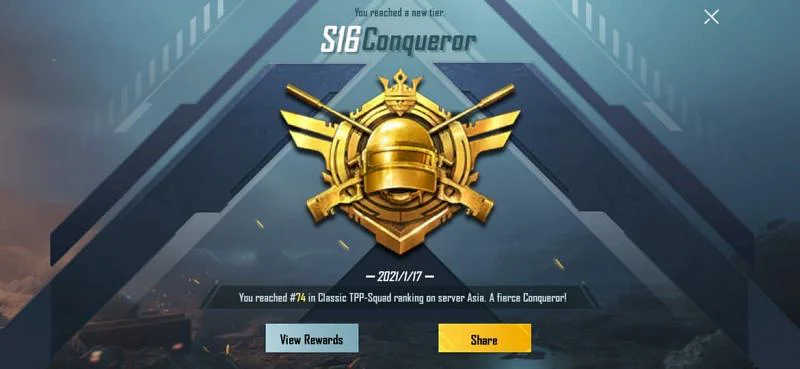 You reached a new tier.
S16 Conqueror
2021/1/17
You reached #74 in Classic TPP-Squad ranking on server Asia. A fierce Conqueror!
View Rewards
Share